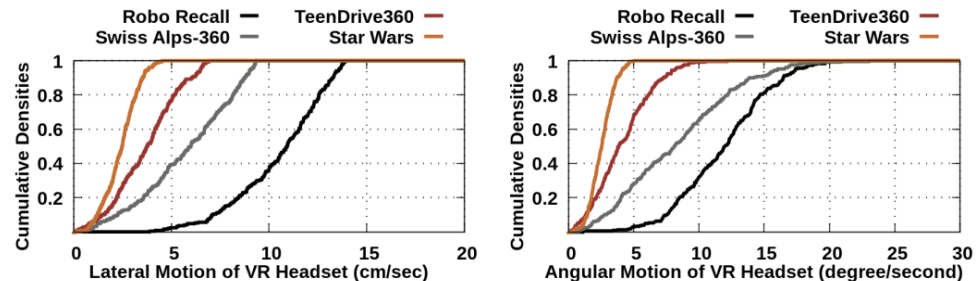 Robo Recall
TeenDrive360
Swiss Alps-360
Star Wars
1
0.8
0.6
0.4
0.2
Cumulative Densities
0
5
10
15
20
Lateral Motion of VR Headset (cm/sec)
Robo Recall
TeenDrive360
Swiss Alps-360
Star Wars
1
0.8
0.6
0.4
0.2
Cumulative Densities
0
5
10
15
20
25
30
Angular Motion of VR Headset (degree/second)